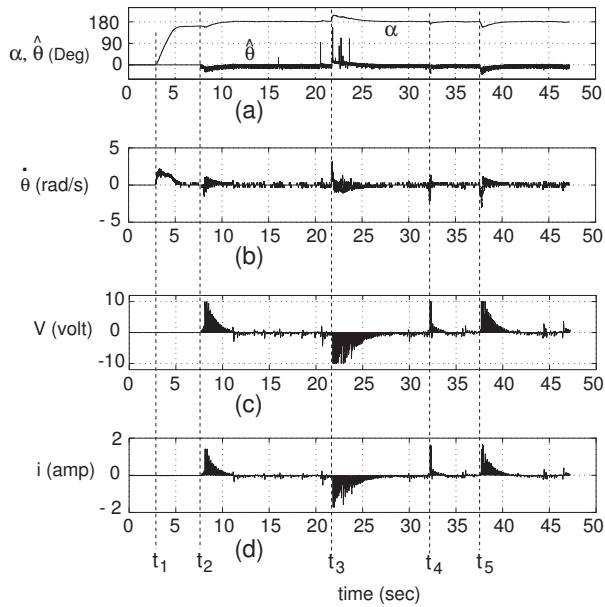 180
90
0
α, θ̂ (Deg)
α
θ̂
0 5 10 15 20 25 30 35 40 45 50
(a)
5
0
- 5
θ̇ (rad/s)
0 5 10 15 20 25 30 35 40 45 50
(b)
10
0
- 10
V (volt)
0 5 10 15 20 25 30 35 40 45 50
(c)
2
0
- 2
i (amp)
0 5 10 15 20 25 30 35 40 45 50
(d)
t1 t2 t3 t4 t5
time (sec)